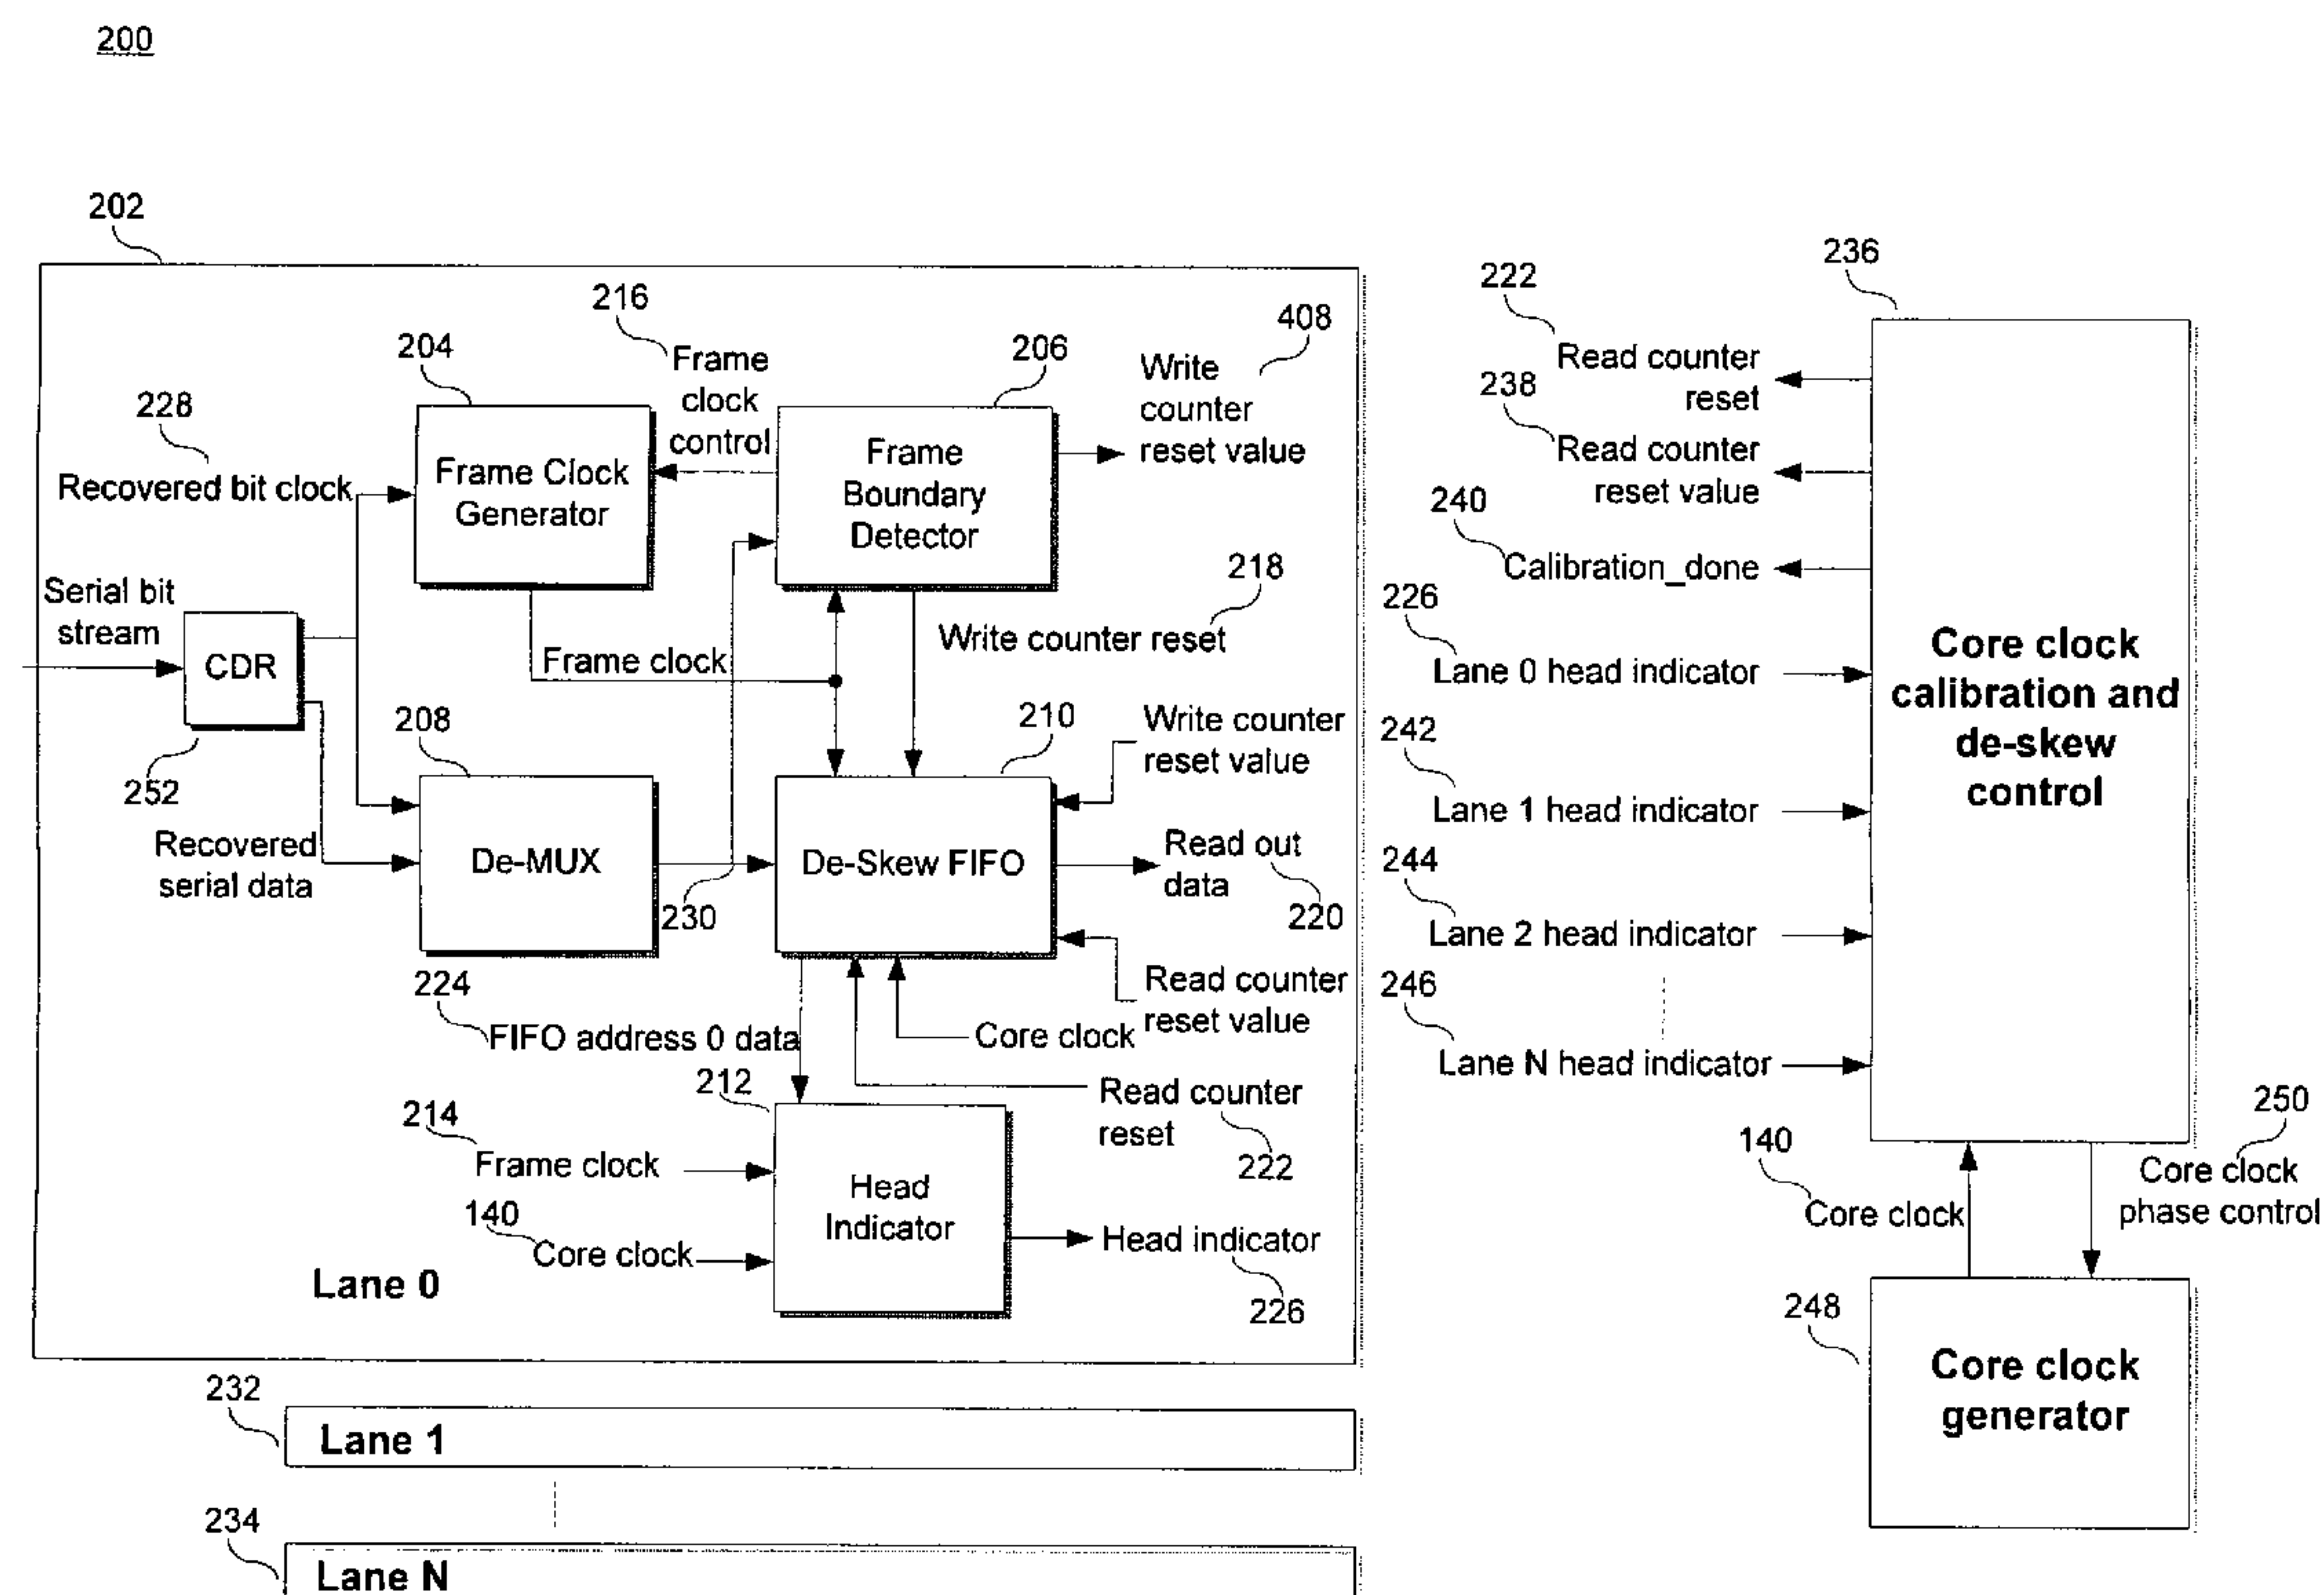 200
202
216
Frame
clock
control
204
206
408
Write
counter
reset value
228
Recovered bit clock
Frame Clock
Generator
Frame
Boundary
Detector
Serial bit
stream
CDR
252
Frame clock
218
Write counter reset
208
210
Write counter
reset value
Recovered
serial data
De-MUX
230
De-Skew FIFO
Read out
data
220
224
FIFO address 0 data
Core clock
Read counter
reset value
212
Read counter
reset
222
214
Frame clock
140
Core clock
Head
Indicator
Head indicator
226
Lane 0
232
Lane 1
234
Lane N
222
Read counter
reset
238
Read counter
reset value
240
Calibration_done
226
Lane 0 head indicator
242
Lane 1 head indicator
244
Lane 2 head indicator
246
Lane N head indicator
236
Core clock
calibration and
de-skew
control
140
Core clock
250
Core clock
phase control
248
Core clock
generator